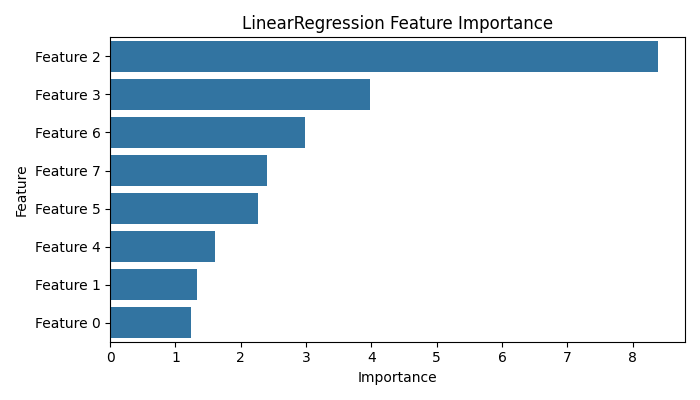 LinearRegression Feature Importance
Feature 2
Feature 3
Feature 6
Feature 7
Feature 5
Feature 4
Feature 1
Feature 0
Feature
0 1 2 3 4 5 6 7 8
Importance